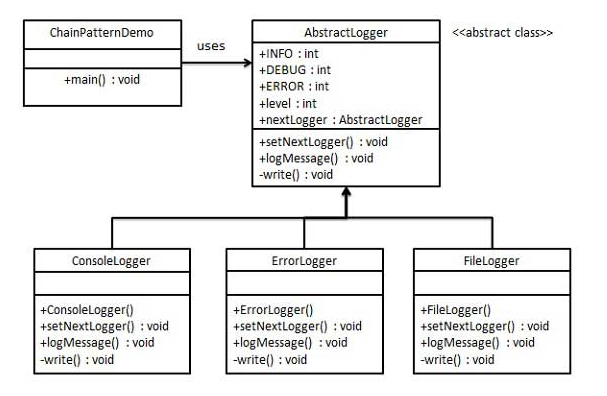 ChainPatternDemo
+main() : void
uses
AbstractLogger
+INFO : int
+DEBUG : int
+ERROR : int
+level : int
+nextLogger : AbstractLogger
+setNextLogger() : void
+logMessage() : void
-write() : void
<<abstract class>>
ConsoleLogger
+ConsoleLogger()
+setNextLogger() : void
+logMessage() : void
-write() : void
ErrorLogger
+ErrorLogger()
+setNextLogger() : void
+logMessage() : void
-write() : void
FileLogger
+FileLogger()
+setNextLogger() : void
+logMessage() : void
-write() : void